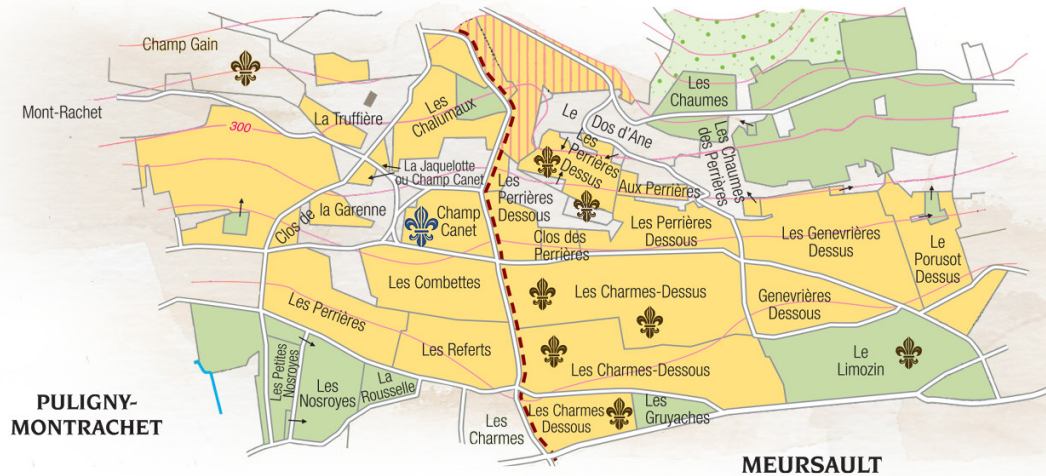 Champ Gain
Mont-Rachet
300
La Truffière
Les
Chalumaux
La Jaquelotte
ou Champ Canet
Clos de
la Garenne
Champ
Canet
Les Combettes
Les Perrières
Les Referts
Les Petites
Nosroyes
Les
Nosroyes
La
Rousselle
Les
Charmes
PULIGNY-
MONTRACHET
Les
Chaumes
Le
Dos d'Ane
Les Chaumes
des Perrières
Les
Perrières
Dessus
Aux Perrières
Les
Perrières
Dessous
Clos des
Perrières
Les Perrières
Dessous
Les Genevrières
Dessus
Le
Porusot
Dessus
Les Charmes-Dessus
Genevrières
Dessous
Les Charmes-Dessous
Le
Limozin
Les Charmes
Dessous
Les
Gruyaches
MEURSAULT